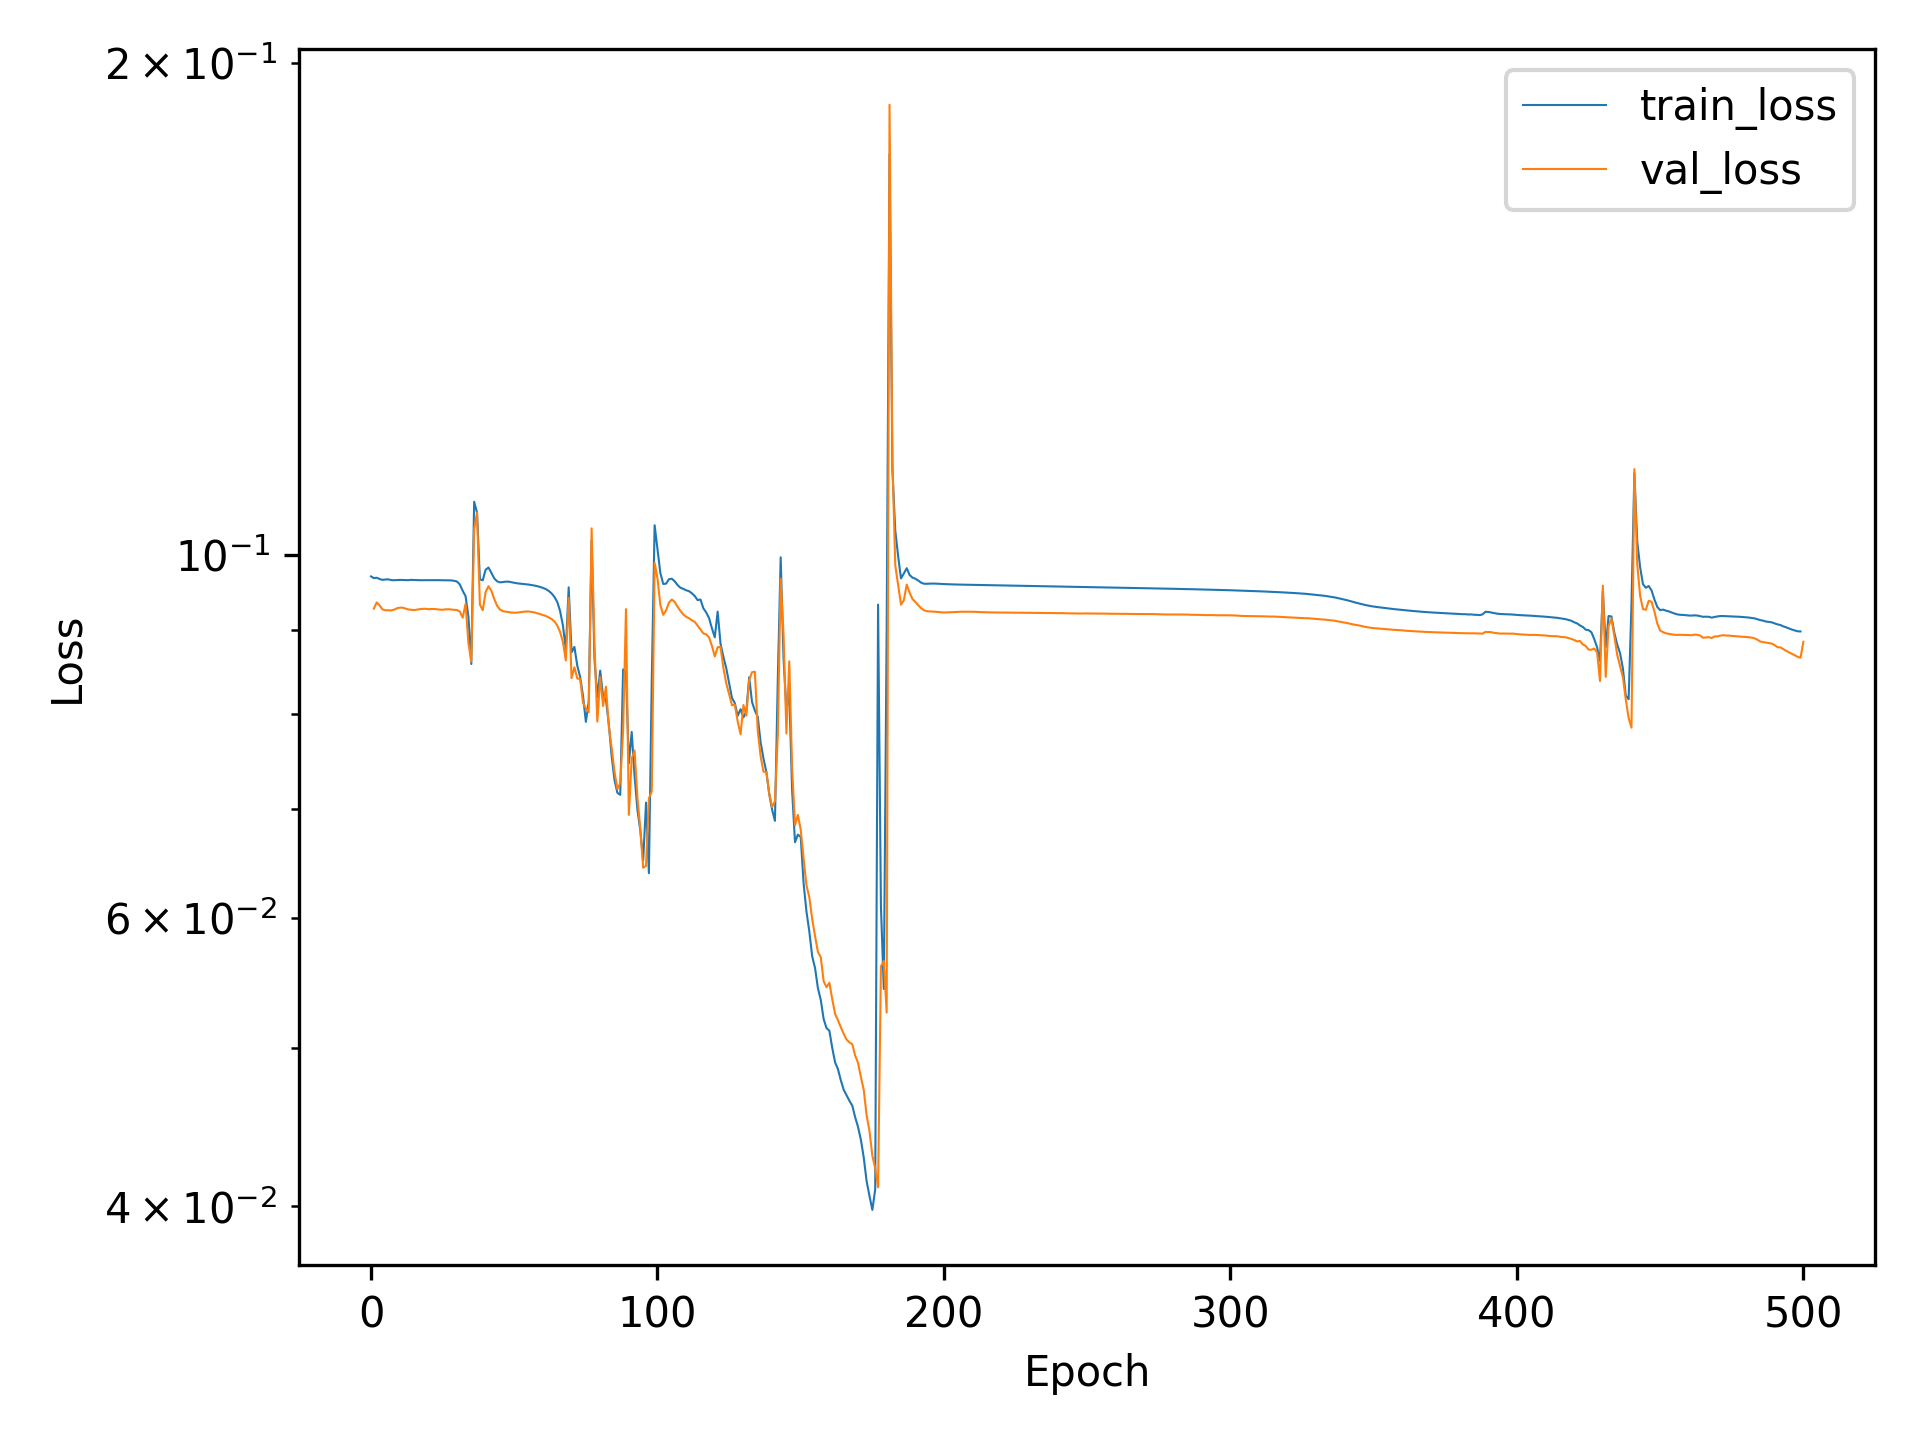 2 × 10⁻¹
10⁻¹
6 × 10⁻²
4 × 10⁻²
Loss
train_loss
val_loss
0 100 200 300 400 500
Epoch